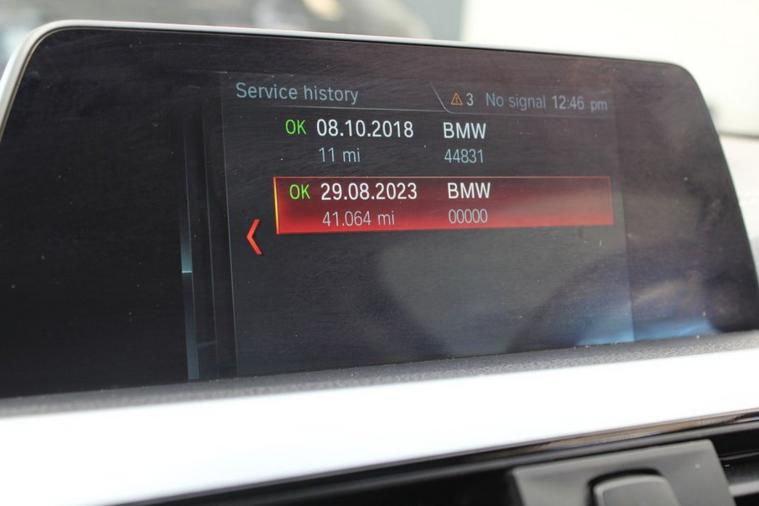 Service history 3 No signal 12:46 pm
OK 08.10.2018 BMW
11 mi 44831
OK 29.08.2023 BMW
41.064 mi 00000